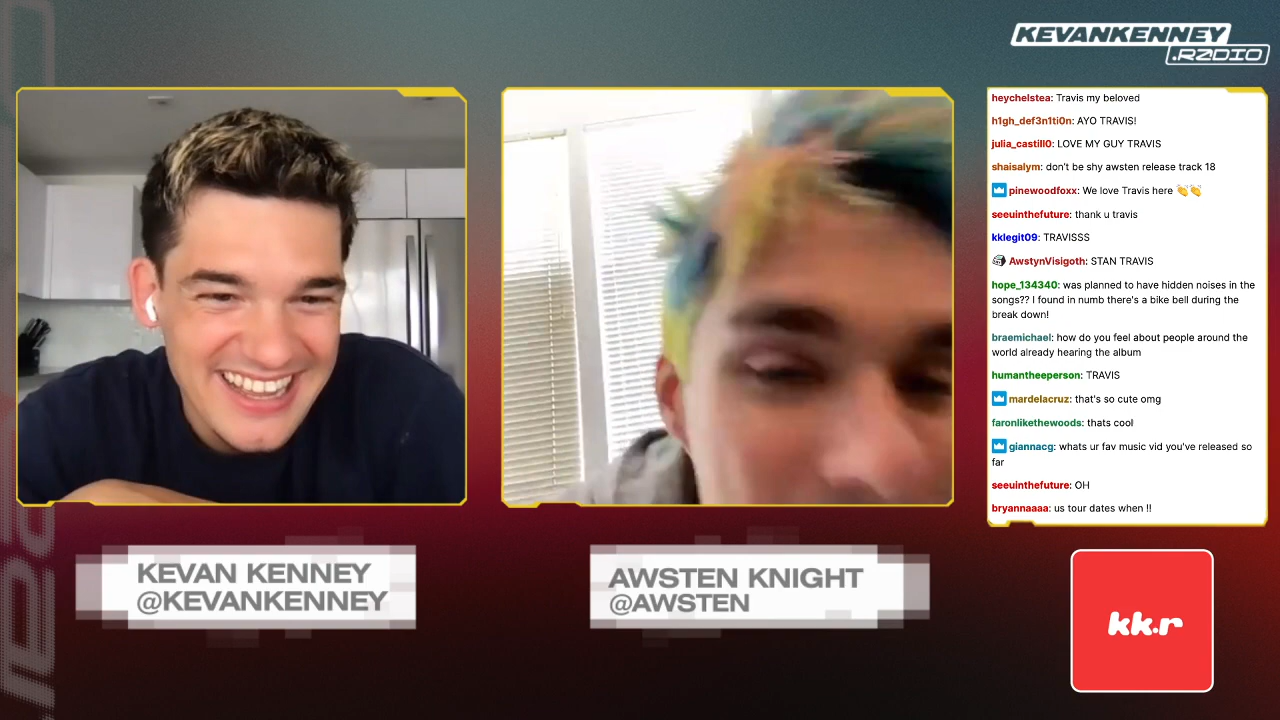 KEVANKENNEY
.RADIO
heychelstea: Travis my beloved
h1gh_def3n1ti0n: AYO TRAVIS!
julia_castill0: LOVE MY GUY TRAVIS
shaisalym: don't be shy awsten release track 18
pinewoodfoxx: We love Travis here 👏👏
seeuinthefuture: thank u travis
kklegit09: TRAVISSS
AwstynVisigoth: STAN TRAVIS
hope_134340: was planned to have hidden noises in the
songs?? I found in numb there's a bike bell during the
break down!
braemichael: how do you feel about people around the
world already hearing the album
humantheeperson: TRAVIS
mardelacruz: that's so cute omg
faronlikethewoods: thats cool
giannacg: whats ur fav music vid you've released so
far
seeuinthefuture: OH
bryannaaaa: us tour dates when !!
KEVAN KENNEY
@KEVANKENNEY
AWSTEN KNIGHT
@AWSTEN
kk.r